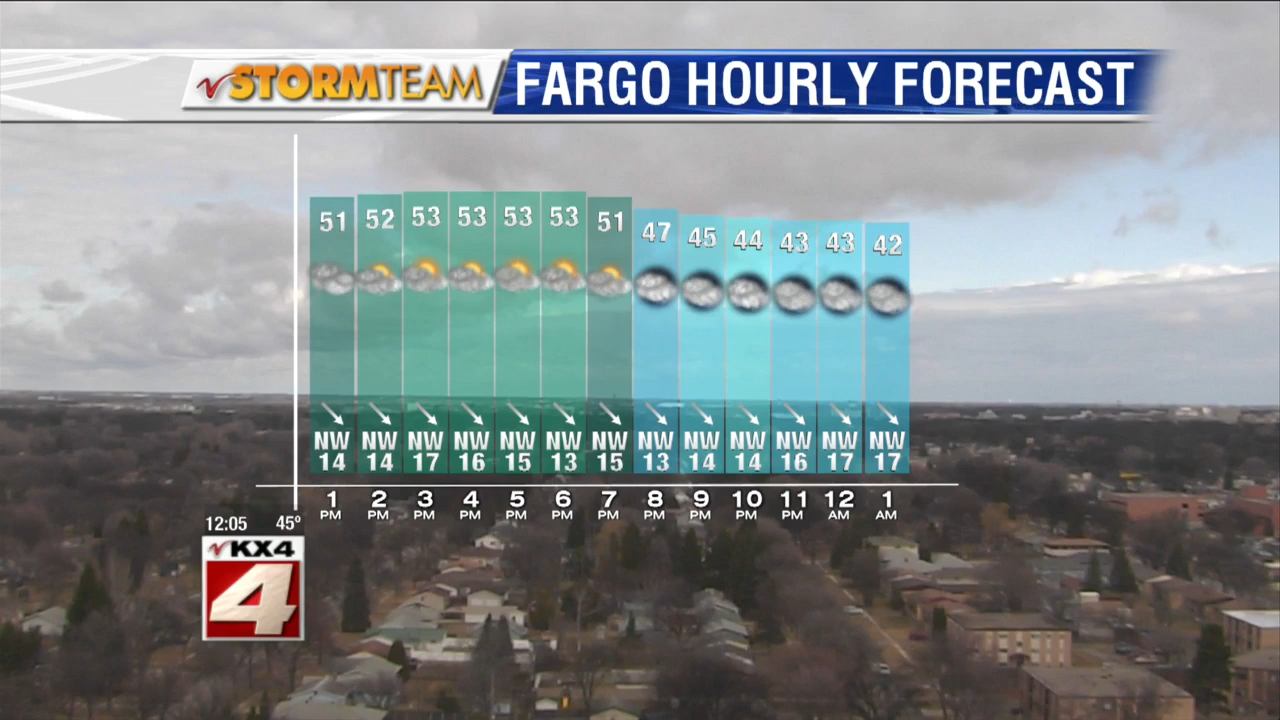 STORMTEAM FARGO HOURLY FORECAST
51 52 53 53 53 53 51 47 45 44 43 43 42
NW NW NW NW NW NW NW NW NW NW NW NW NW
14 14 17 16 15 13 15 13 14 14 16 17 17
1 2 3 4 5 6 7 8 9 10 11 12 1
PM PM PM PM PM PM PM PM PM PM PM AM AM
12:05 45°
KX4
4